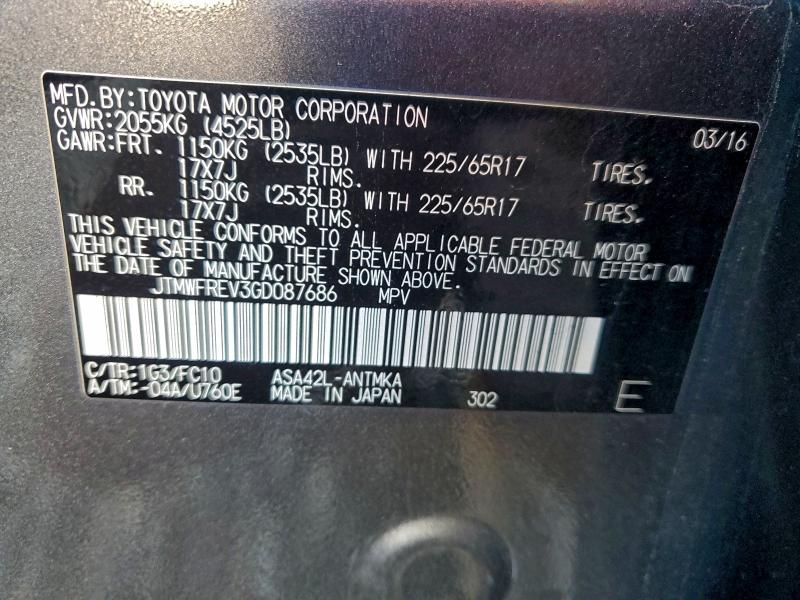 MFD.BY:TOYOTA MOTOR CORPORATION 03/16
GVWR:2055KG (4525LB)
GAWR:FRT. 1150KG (2535LB) WITH 225/65R17 TIRES.
17X7J RIMS.
RR. 1150KG (2535LB) WITH 225/65R17 TIRES.
17X7J RIMS.
THIS VEHICLE CONFORMS TO ALL APPLICABLE FEDERAL MOTOR
VEHICLE SAFETY AND THEFT PREVENTION STANDARDS IN EFFECT ON
THE DATE OF MANUFACTURE SHOWN ABOVE.
JTMWFREV3GD087686 MPV
C/TR:1G3/FC10 ASA42L-ANTMKA
A/TM:-04A/U760E MADE IN JAPAN 302 E